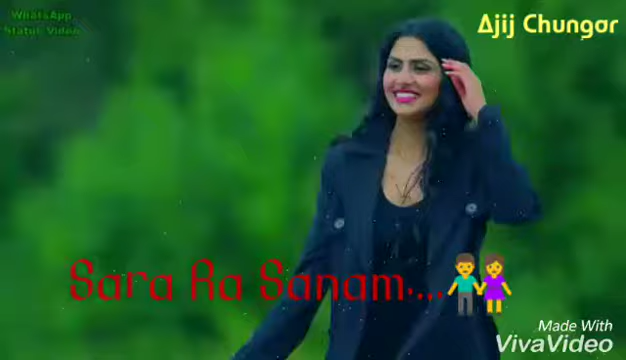 WhatsApp
Status Video
Ajij Chungar
Sara Ra Sanam....
Made With
VivaVideo